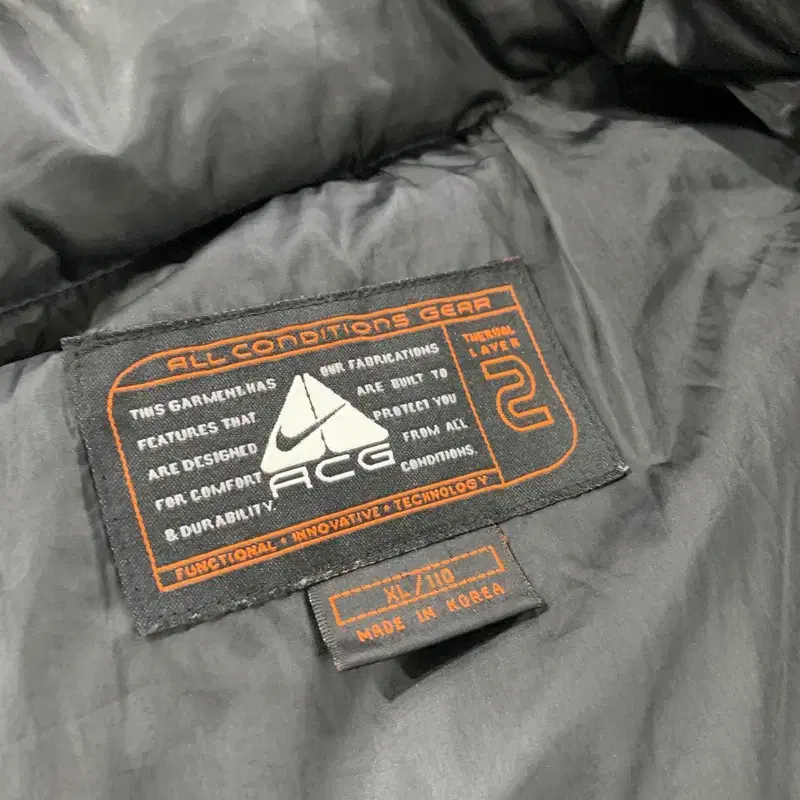 ALL CONDITIONS GEAR
THIS GARMENT HAS
FEATURES THAT
ARE DESIGNED
FOR COMFORT
& DURABILITY.
ACG
OUR FABRICATIONS
ARE BUILT TO
PROTECT YOU
FROM ALL
CONDITIONS.
THERMAL
LAYER
2
FUNCTIONAL • INNOVATIVE • TECHNOLOGY
XL/110
MADE IN KOREA